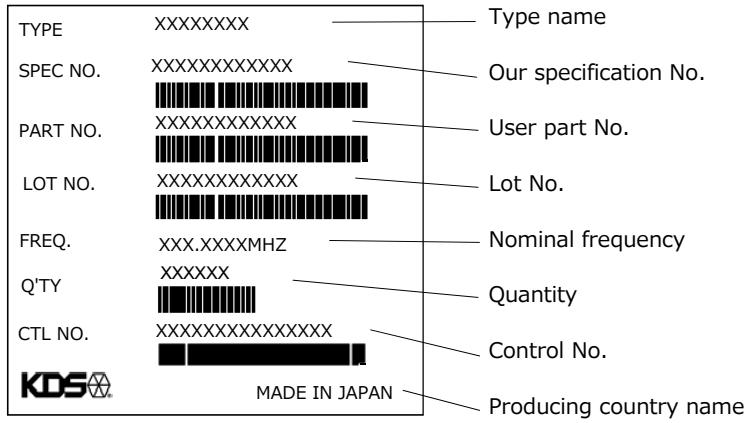 TYPE XXXXXXXX Type name
SPEC NO. XXXXXXXXXXXX Our specification No.
PART NO. XXXXXXXXXXXX User part No.
LOT NO. XXXXXXXXXXXX Lot No.
FREQ. XXX.XXXXMHZ Nominal frequency
Q'TY XXXXXX Quantity
CTL NO. XXXXXXXXXXXXXXX Control No.
KDS MADE IN JAPAN Producing country name